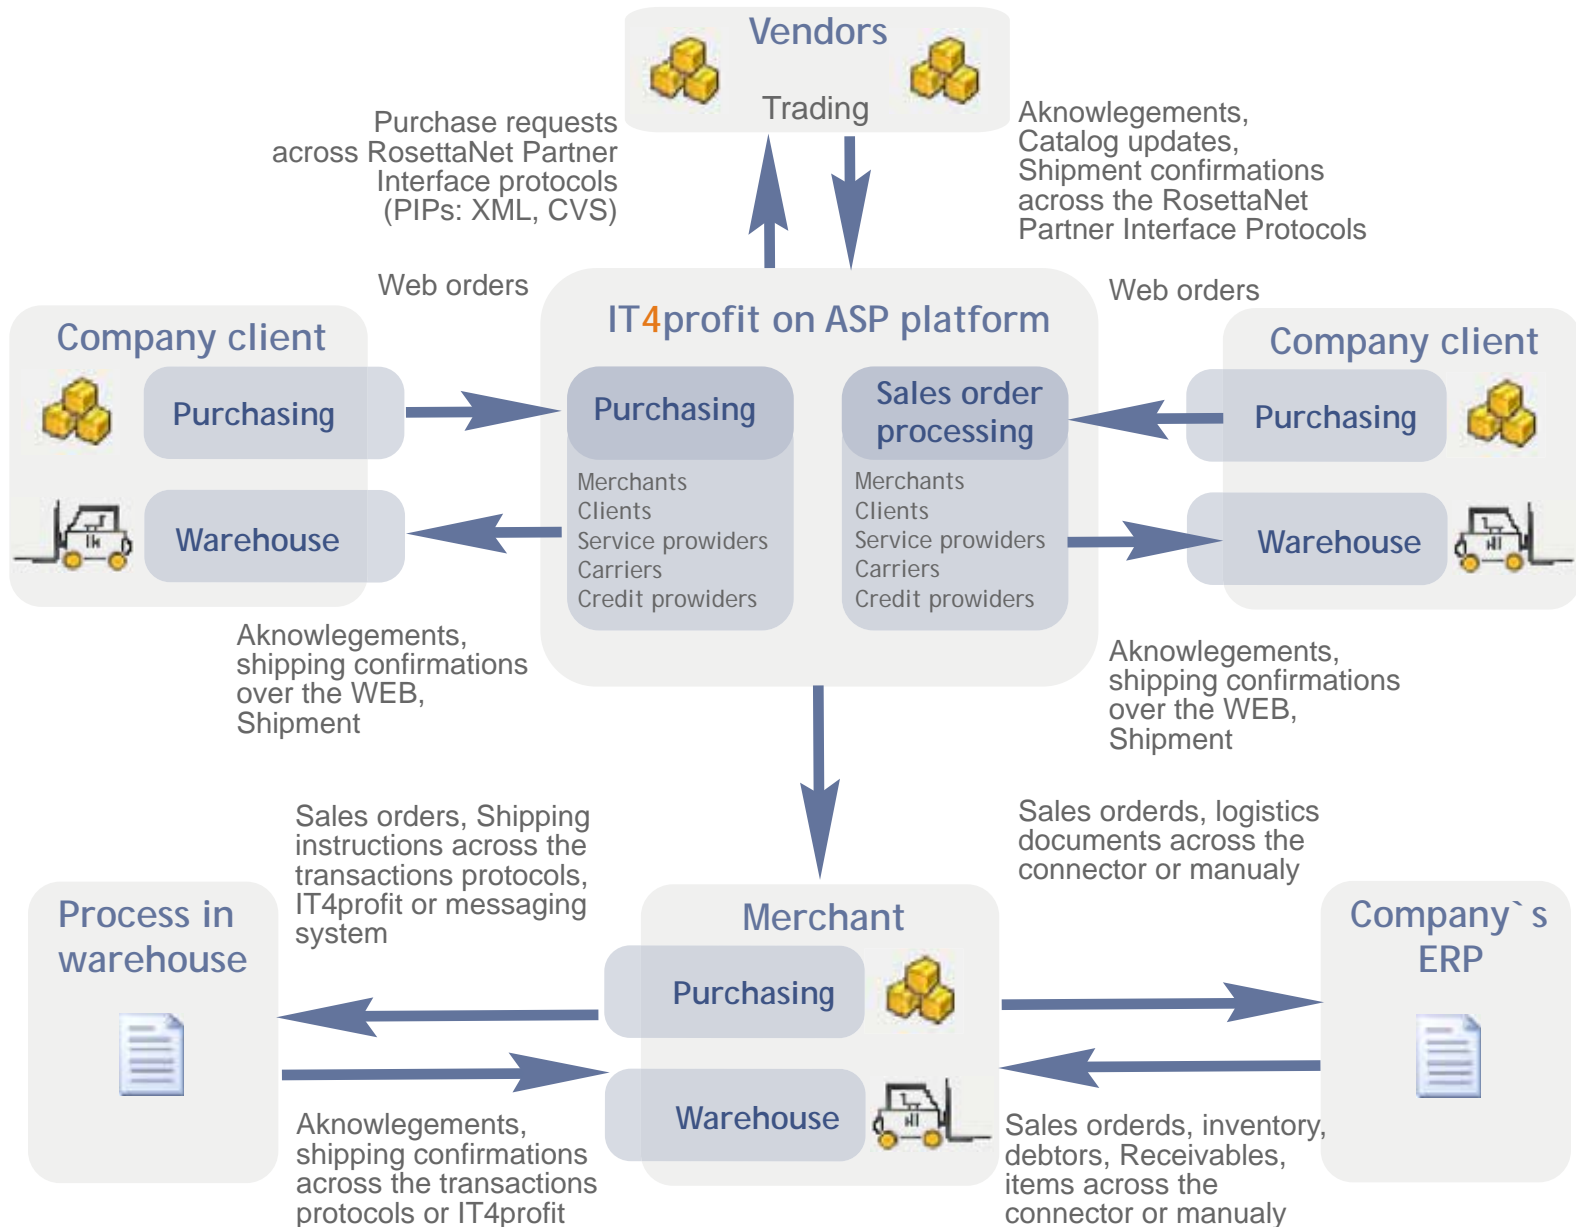 Vendors
Trading
Purchase requests
across RosettaNet Partner
Interface protocols
(PIPs: XML, CVS)
Aknowlegements,
Catalog updates,
Shipment confirmations
across the RosettaNet
Partner Interface Protocols
Web orders
Web orders
Company client
Purchasing
Warehouse
IT4profit on ASP platform
Purchasing
Merchants
Clients
Service providers
Carriers
Credit prowiders
Sales order
processing
Merchants
Clients
Service providers
Carriers
Credit prowiders
Company client
Purchasing
Warehouse
Aknowlegements,
shipping confirmations
over the WEB,
Shipment
Aknowlegements,
shipping confirmations
over the WEB,
Shipment
Sales orders, Shipping
instructions across the
transactions protocols,
IT4profit or messaging
system
Sales orderds, logistics
documents across the
connector or manualy
Process in
warehouse
Merchant
Purchasing
Warehouse
Company`s
ERP
Aknowlegements,
shipping confirmations
across the transactions
protocols or IT4profit
Sales orderds, inventory,
debtors, Receivables,
items across the
connector or manualy